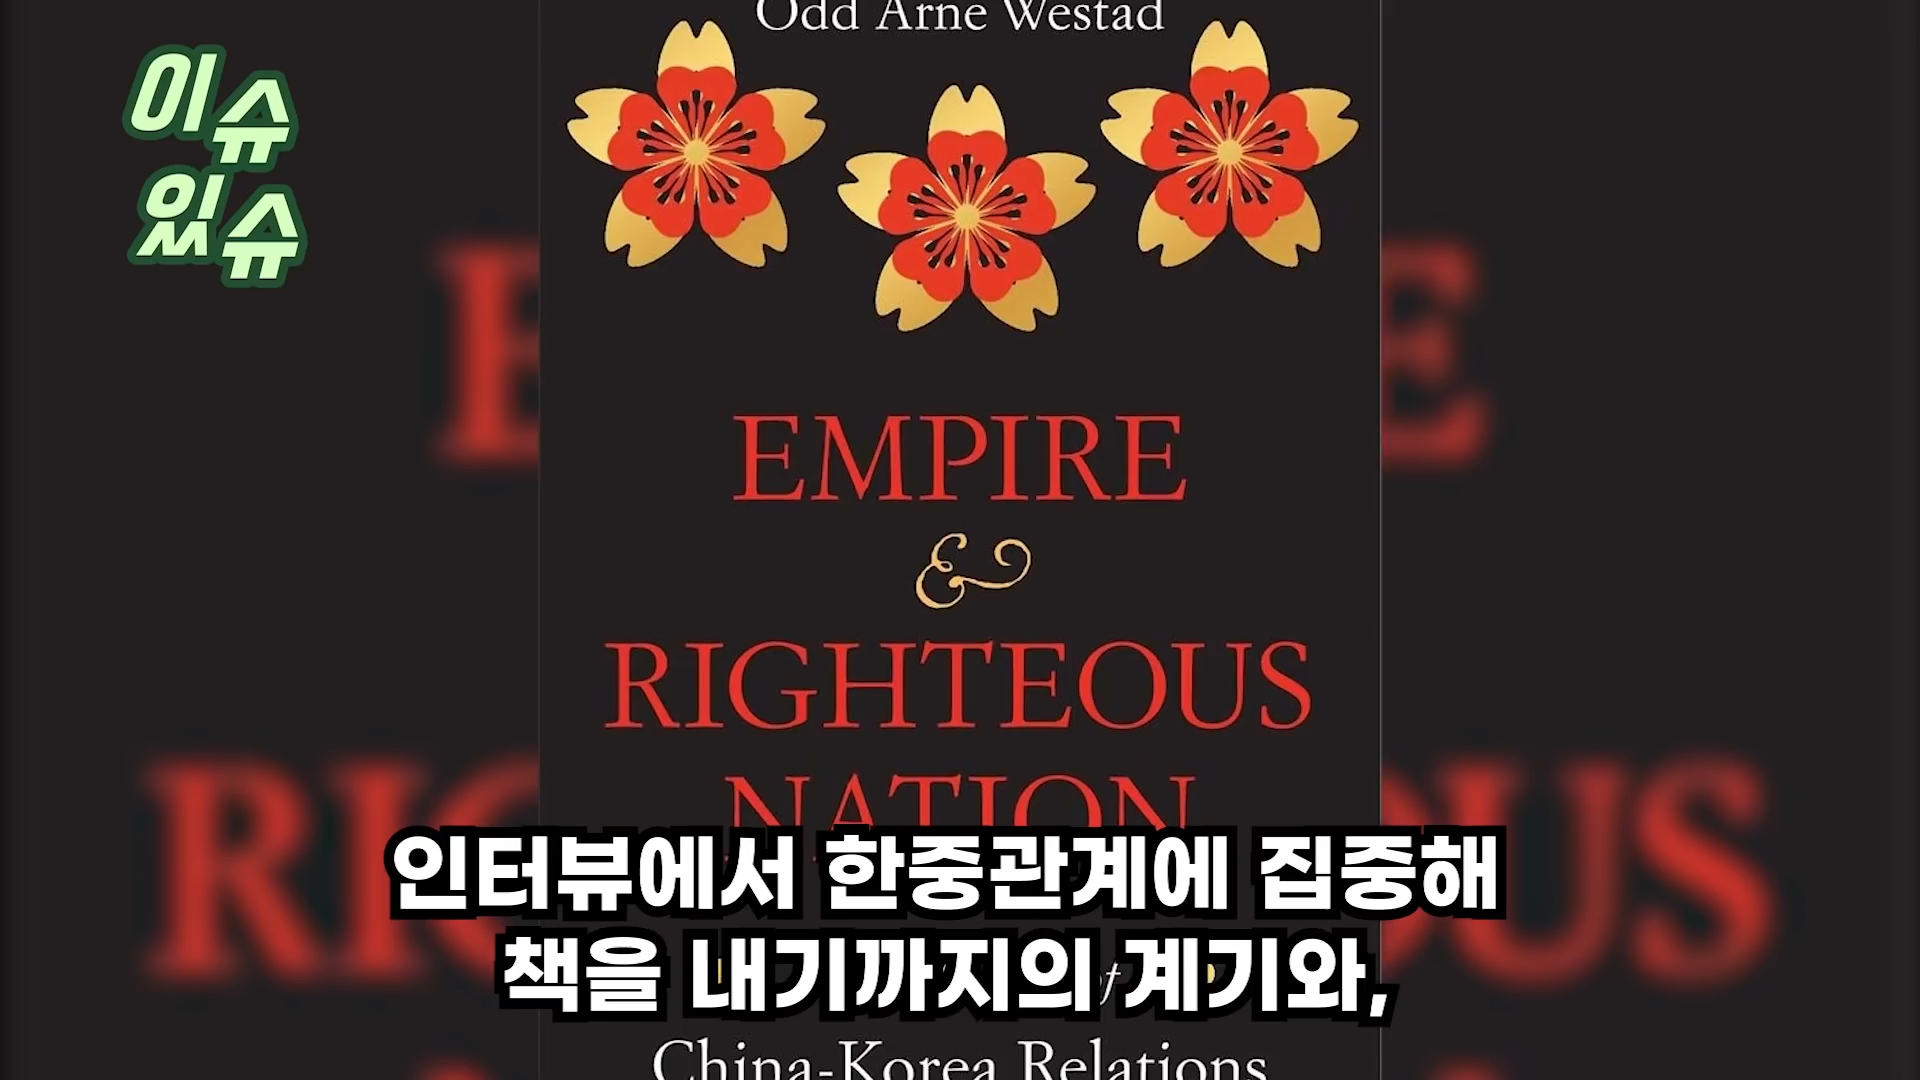 Odd Arne Westad
이슈
있슈
EMPIRE
&
RIGHTEOUS
NATION
인터뷰에서 한중관계에 집중해
책을 내기까지의 계기와,
China-Korea Relations